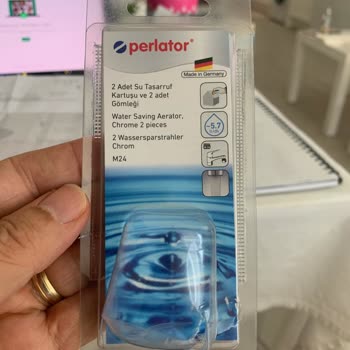 perlator®
Made in Germany
2 Adet Su Tasarruf
Kartuşu ve 2 adet
Gömleği
Water Saving Aerator,
Chrome 2 pieces
2 Wassersparstrahler
Chrom
M24
~5.7